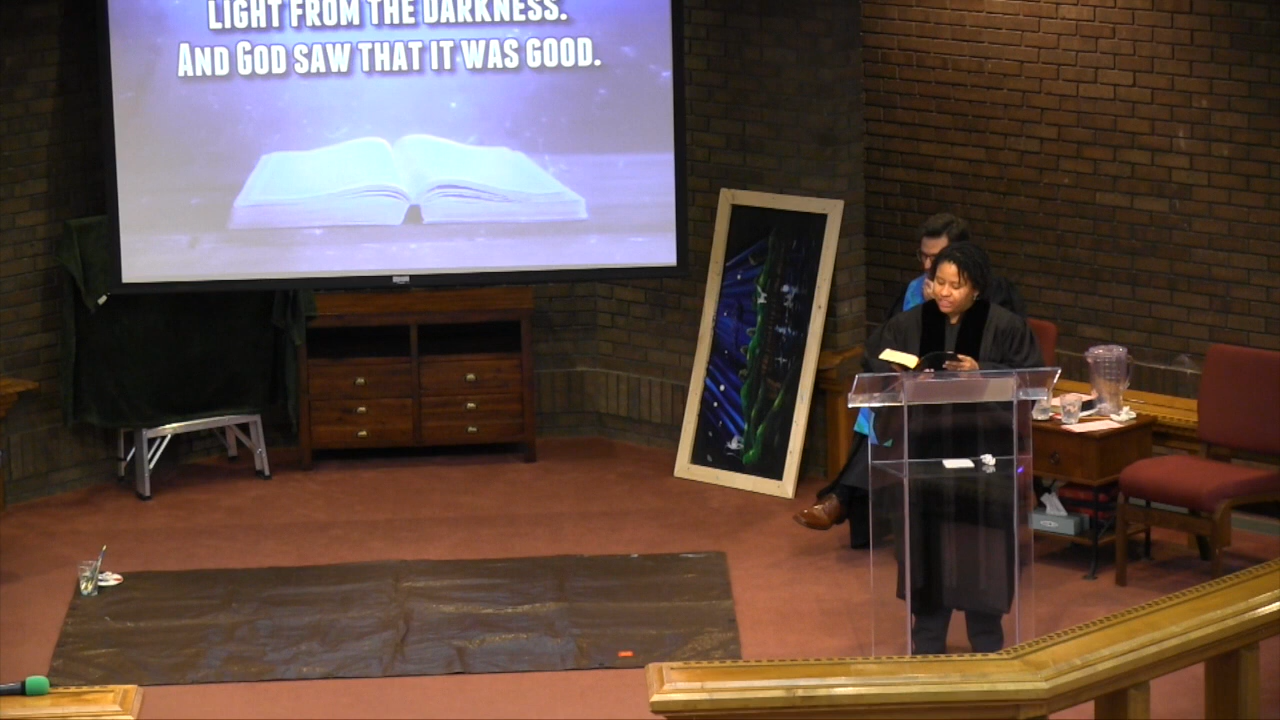 LIGHT FROM THE DARKNESS.
AND GOD SAW THAT IT WAS GOOD.